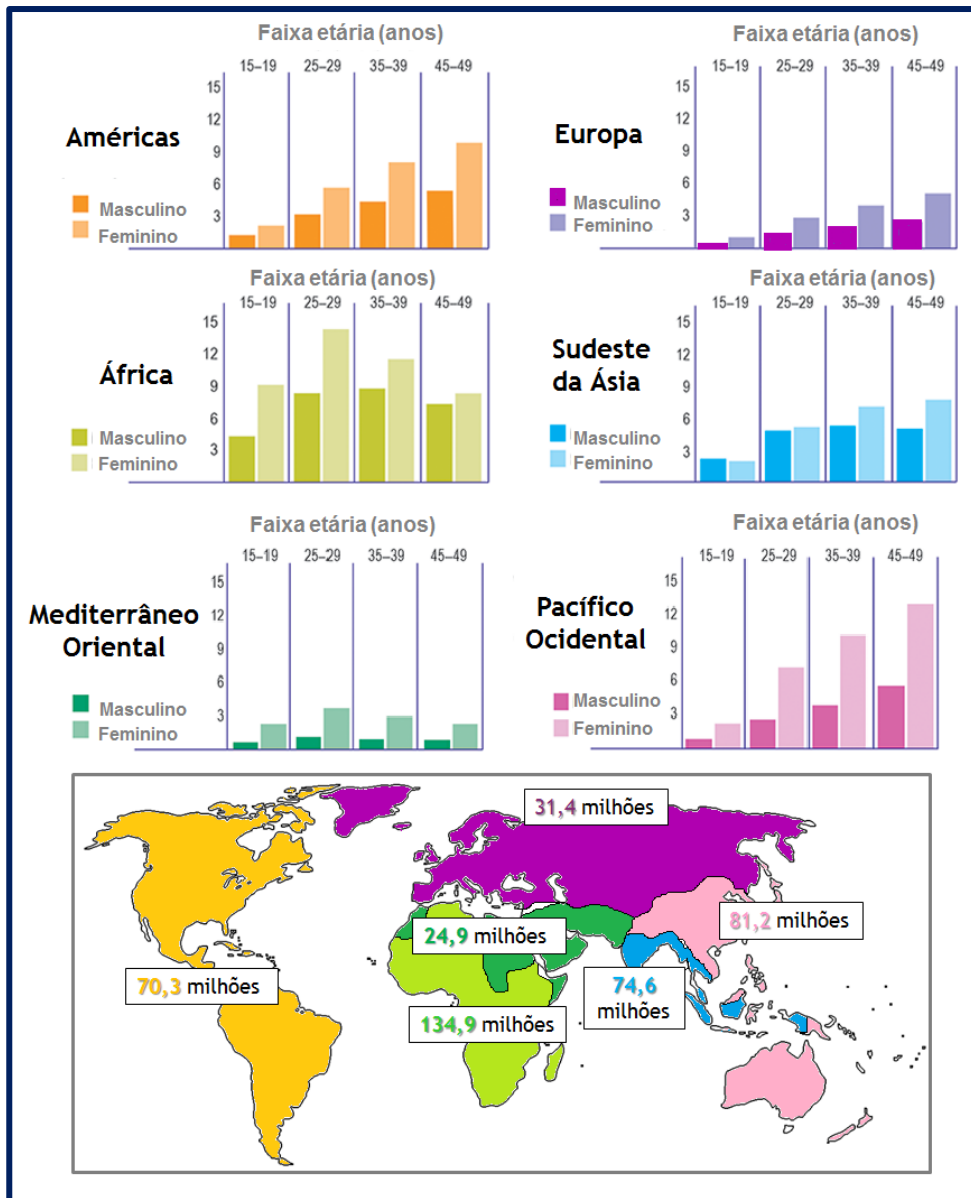 Faixa etária (anos)
15–19 25–29 35–39 45–49
15
12
9
6
3
Américas
Masculino
Feminino
Faixa etária (anos)
15–19 25–29 35–39 45–49
15
12
9
6
3
Europa
Masculino
Feminino
Faixa etária (anos)
15–19 25–29 35–39 45–49
15
12
9
6
3
África
Masculino
Feminino
Faixa etária (anos)
15–19 25–29 35–39 45–49
15
12
9
6
3
Sudeste
da Ásia
Masculino
Feminino
Faixa etária (anos)
15–19 25–29 35–39 45–49
15
12
9
6
3
Mediterrâneo
Oriental
Masculino
Feminino
Faixa etária (anos)
15–19 25–29 35–39 45–49
15
12
9
6
3
Pacífico
Ocidental
Masculino
Feminino
31,4 milhões
81,2 milhões
24,9 milhões
70,3 milhões
74,6
milhões
134,9 milhões